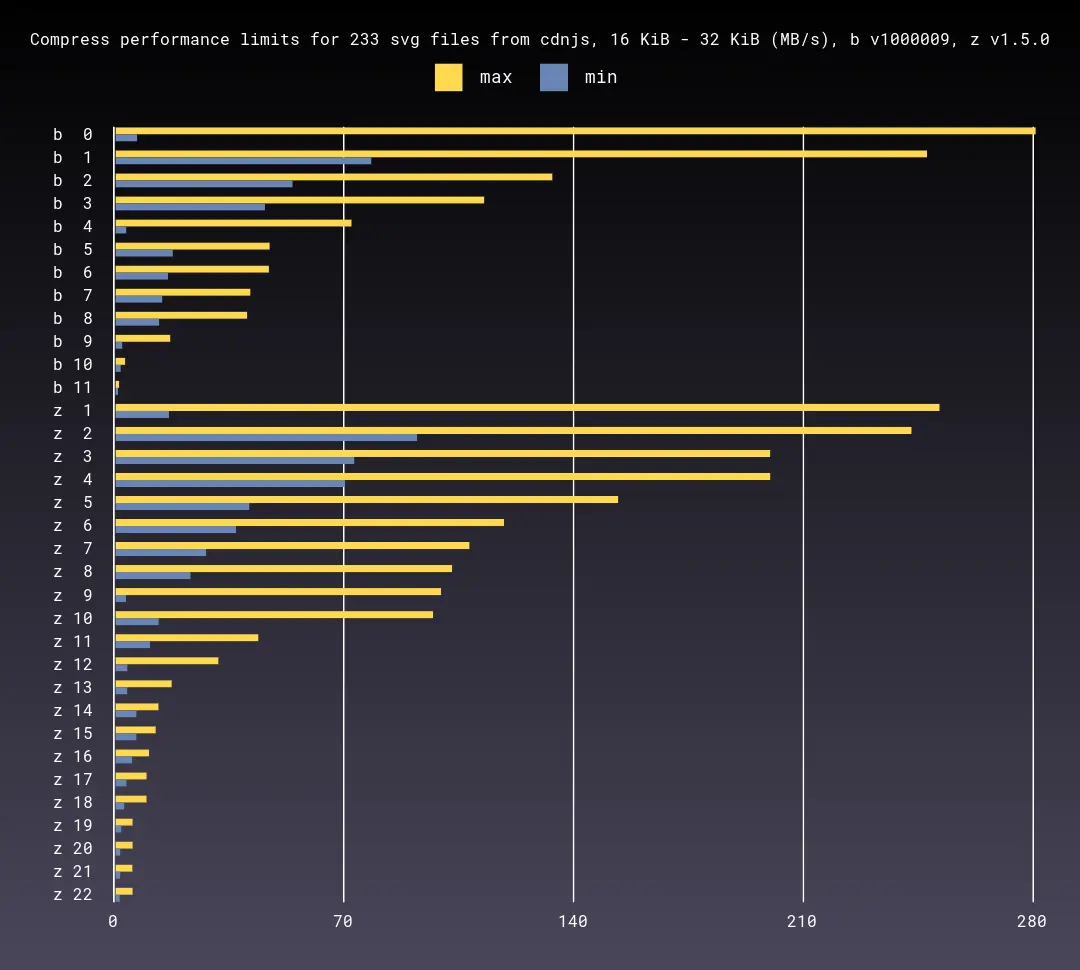 Compress performance limits for 233 svg files from cdnjs, 16 KiB - 32 KiB (MB/s), b v1000009, z v1.5.0
max min
b 0
b 1
b 2
b 3
b 4
b 5
b 6
b 7
b 8
b 9
b 10
b 11
z 1
z 2
z 3
z 4
z 5
z 6
z 7
z 8
z 9
z 10
z 11
z 12
z 13
z 14
z 15
z 16
z 17
z 18
z 19
z 20
z 21
z 22
0 70 140 210 280